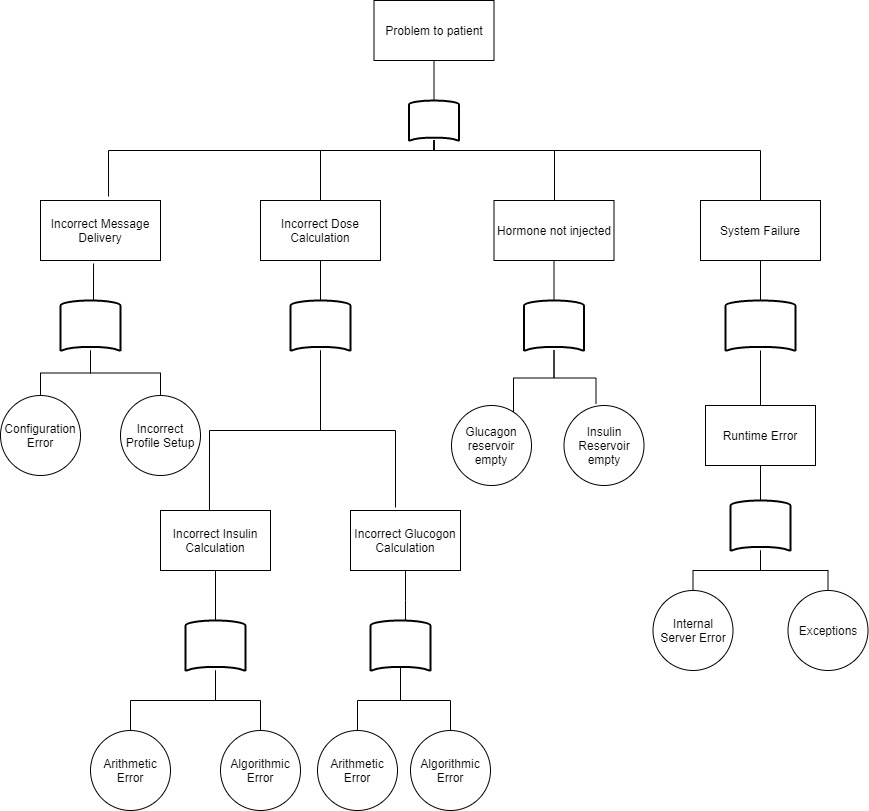 Problem to patient
Incorrect Message
Delivery
Incorrect Dose
Calculation
Hormone not injected
System Failure
Configuration
Error
Incorrect
Profile Setup
Glucagon
reservoir
empty
Insulin
Reservoir
empty
Runtime Error
Incorrect Insulin
Calculation
Incorrect Glucogon
Calculation
Internal
Server Error
Exceptions
Arithmetic
Error
Algorithmic
Error
Arithmetic
Error
Algorithmic
Error